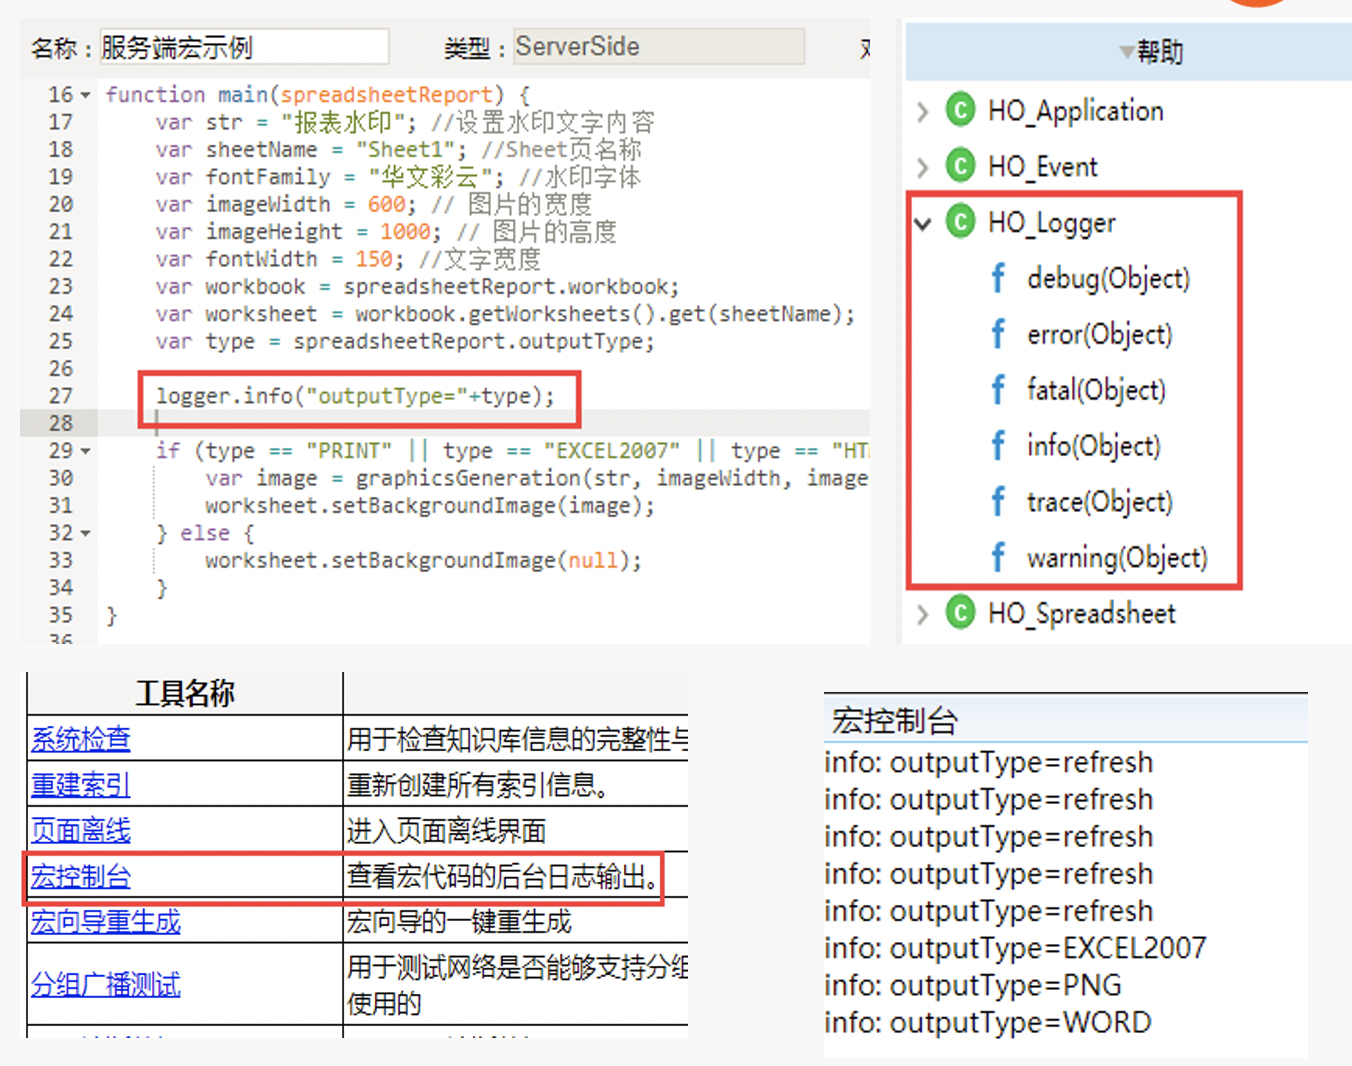 名称：服务端宏示例 类型：ServerSide
16 function main(spreadsheetReport) {
17 var str = "报表水印"; //设置水印文字内容
18 var sheetName = "Sheet1"; //Sheet页名称
19 var fontFamily = "华文彩云"; //水印字体
20 var imageWidth = 600; // 图片的宽度
21 var imageHeight = 1000; // 图片的高度
22 var fontWidth = 150; //文字宽度
23 var workbook = spreadsheetReport.workbook;
24 var worksheet = workbook.getWorksheets().get(sheetName);
25 var type = spreadsheetReport.outputType;
26
27 logger.info("outputType="+type);
28
29 if (type == "PRINT" || type == "EXCEL2007" || type == "HT
30 var image = graphicsGeneration(str, imageWidth, image
31 worksheet.setBackgroundImage(image);
32 } else {
33 worksheet.setBackgroundImage(null);
34 }
35 }
36
帮助
HO_Application
HO_Event
HO_Logger
debug(Object)
error(Object)
fatal(Object)
info(Object)
trace(Object)
warning(Object)
HO_Spreadsheet
工具名称
系统检查 用于检查知识库信息的完整性与
重建索引 重新创建所有索引信息。
页面离线 进入页面离线界面
宏控制台 查看宏代码的后台日志输出。
宏向导重生成 宏向导的一键重生成
分组广播测试 用于测试网络是否能够支持分组
使用的
宏控制台
info: outputType=refresh
info: outputType=refresh
info: outputType=refresh
info: outputType=refresh
info: outputType=refresh
info: outputType=EXCEL2007
info: outputType=PNG
info: outputType=WORD